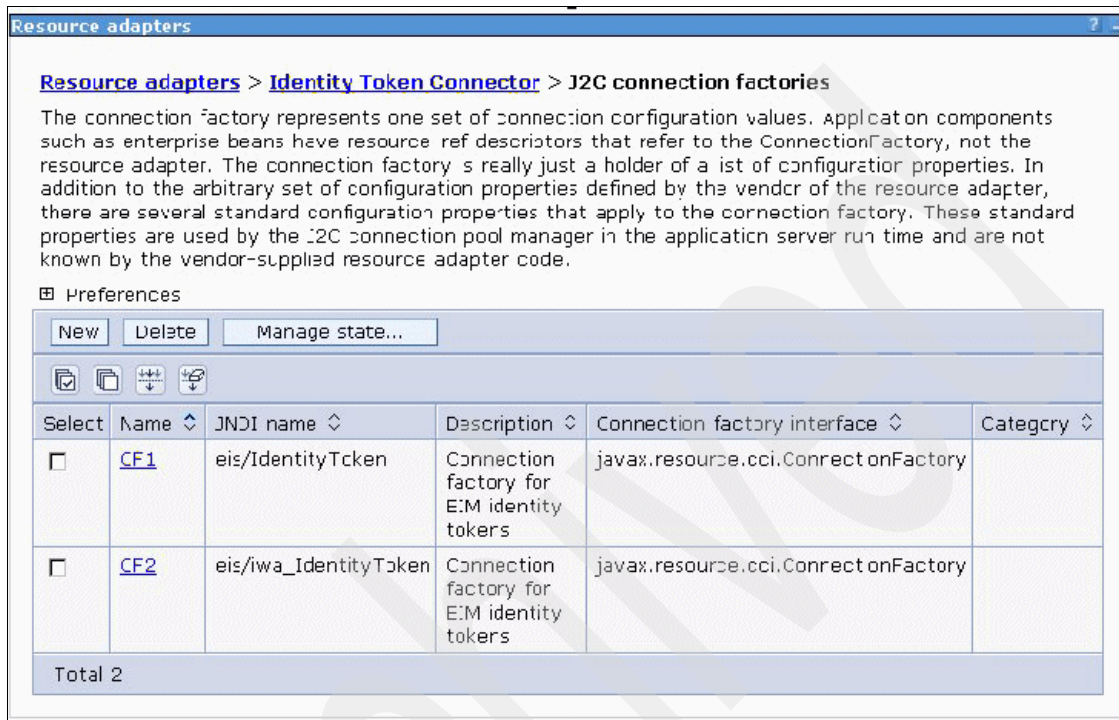 Resource adapters ? -
Resource adapters > Identity Token Connector > J2C connection factories
The connection factory represents one set of connection configuration values. Application components
such as enterprise beans have resource ref descriptors that refer to the ConnectionFactory, not the
resource adapter. The connection factory is really just a holder of a list of configuration properties. In
addition to the arbitrary set of configuration properties defined by the vendor of the resource adapter,
there are several standard configuration properties that apply to the connection factory. These standard
properties are used by the J2C connection pool manager in the application server run time and are not
known by the vendor-supplied resource adapter code.
Preferences
New Delete Manage state...
Select Name JNDI name Description Connection factory interface Category
CF1 eis/IdentityToken Connection javax.resource.cci.ConnectionFactory
factory for
EIM identity
tokens
CF2 eis/iwa_IdentityToken Connection javax.resource.cci.ConnectionFactory
factory for
EIM identity
tokens
Total 2